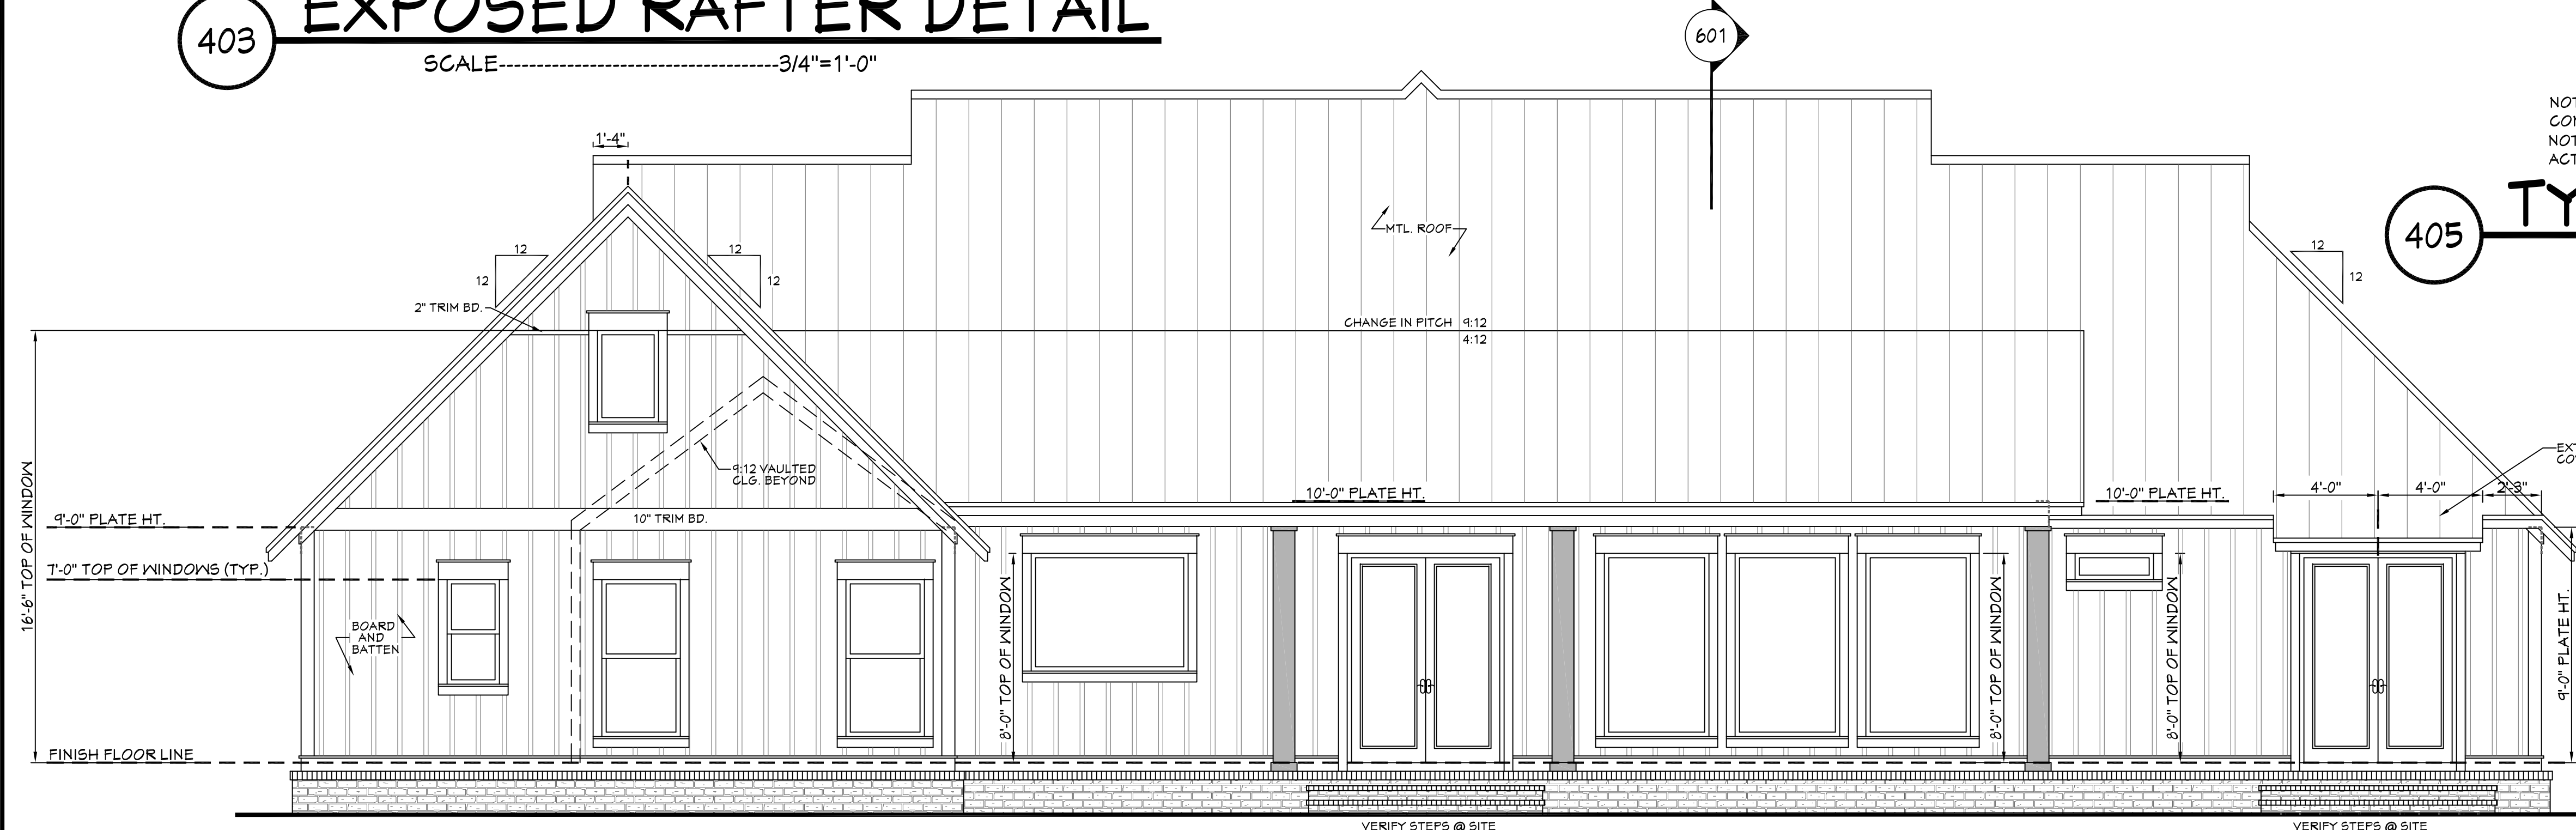 403
EXPOSED RAFTER DETAIL
SCALE-------------------------------------3/4"=1'-0"
601
1'-4"
405
12
12
12
12
12
12
2" TRIM BD.
MTL. ROOF
CHANGE IN PITCH 9:12
4:12
9:12 VAULTED
CLG. BEYOND
16'-6" TOP OF WINDOW
9'-0" PLATE HT.
10" TRIM BD.
10'-0" PLATE HT.
10'-0" PLATE HT.
4'-0"
4'-0"
2'-3"
7'-0" TOP OF WINDOWS (TYP.)
BOARD
AND
BATTEN
8'-0" TOP OF WINDOW
8'-0" TOP OF WINDOW
8'-0" TOP OF WINDOW
9'-0" PLATE HT.
FINISH FLOOR LINE
VERIFY STEPS @ SITE
VERIFY STEPS @ SITE